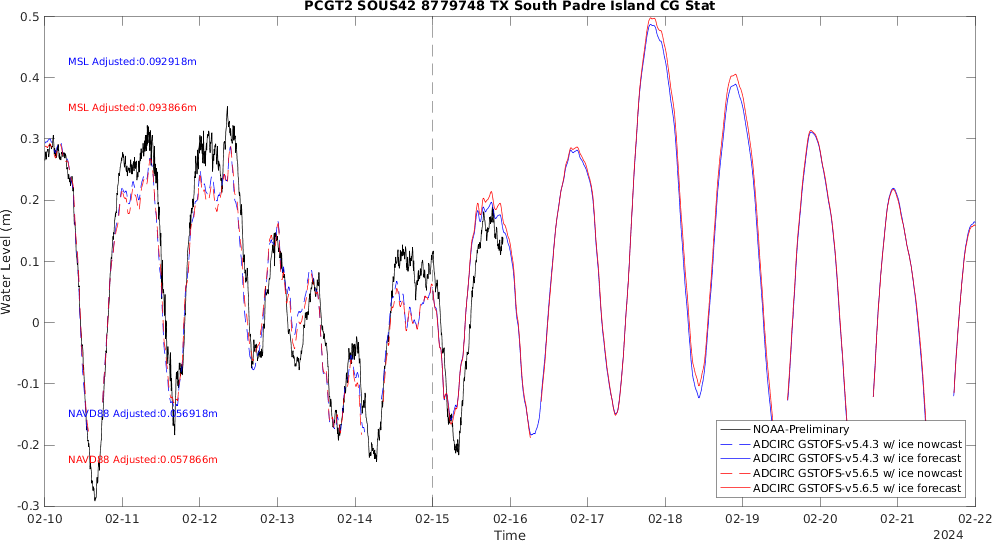 PCGT2 SOUS42 8779748 TX South Padre Island CG Stat
0.5
0.4
0.3
0.2
0.1
0
-0.1
-0.2
-0.3
Water Level (m)
MSL Adjusted:0.092918m
MSL Adjusted:0.093866m
NAVD88 Adjusted:0.056918m
NAVD88 Adjusted:0.057866m
NOAA-Preliminary
ADCIRC GSTOFS-v5.4.3 w/ ice nowcast
ADCIRC GSTOFS-v5.4.3 w/ ice forecast
ADCIRC GSTOFS-v5.6.5 w/ ice nowcast
ADCIRC GSTOFS-v5.6.5 w/ ice forecast
02-10 02-11 02-12 02-13 02-14 02-15 02-16 02-17 02-18 02-19 02-20 02-21 02-22
Time
2024